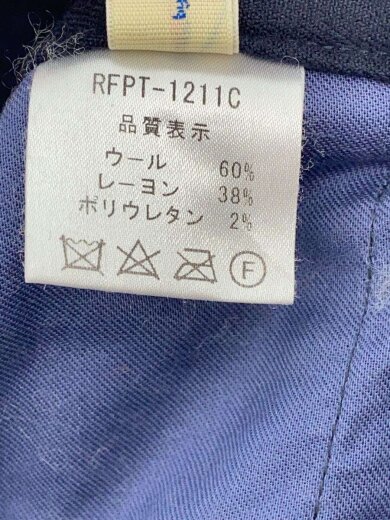 RFPT-1211C
品質表示
ウール 60%
レーヨン 38%
ポリウレタン 2%
F